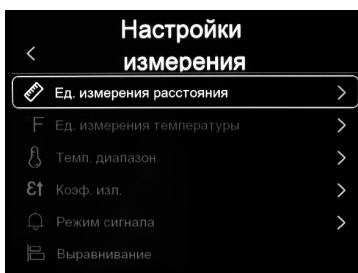 Настройки
измерения
Ед. измерения расстояния
F Ед. измерения температуры
Темп. диапазон
Ɛ↑ Коэф. изл.
Режим сигнала
Выравнивание